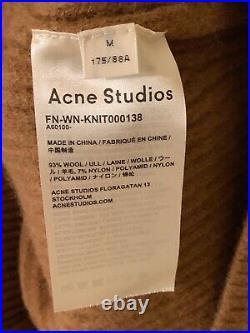 M
175/88A
Acne Studios
FN-WN-KNIT000138
A60100-
MADE IN CHINA / FABRIQUÉ EN CHINE /
中国制造
93% WOOL / ULL / LAINE / WOLLE / ウー
ル / 羊毛, 7% NYLON / POLYAMID / NYLON
/ POLYAMID / ナイロン / 锦纶
ACNE STUDIOS FLORAGATAN 13
STOCKHOLM
ACNESTUDIOS.COM